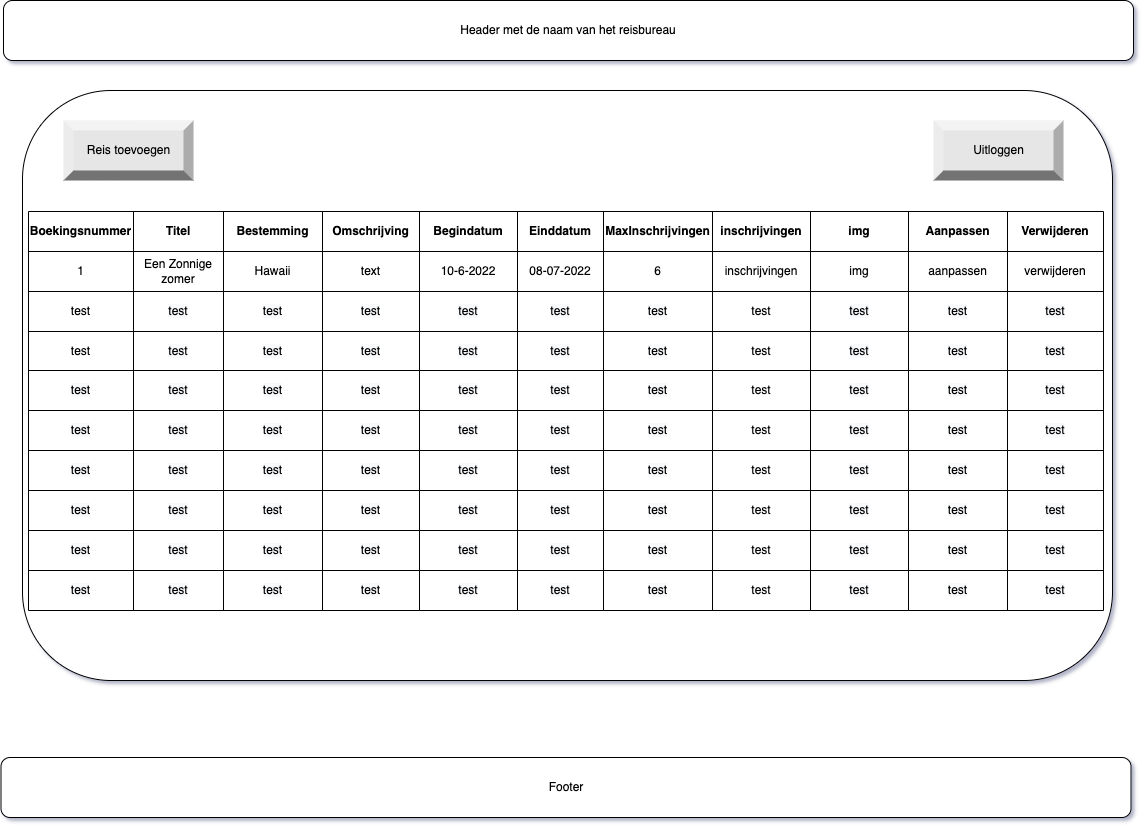 Header met de naam van het reisbureau
Reis toevoegen Uitloggen
Boekingsnummer Titel Bestemming Omschrijving Begindatum Einddatum MaxInschrijvingen inschrijvingen img Aanpassen Verwijderen
1 Een Zonnige zomer Hawaii text 10-6-2022 08-07-2022 6 inschrijvingen img aanpassen verwijderen
test test test test test test test test test test test
test test test test test test test test test test test
test test test test test test test test test test test
test test test test test test test test test test test
test test test test test test test test test test test
test test test test test test test test test test test
test test test test test test test test test test test
test test test test test test test test test test test
Footer